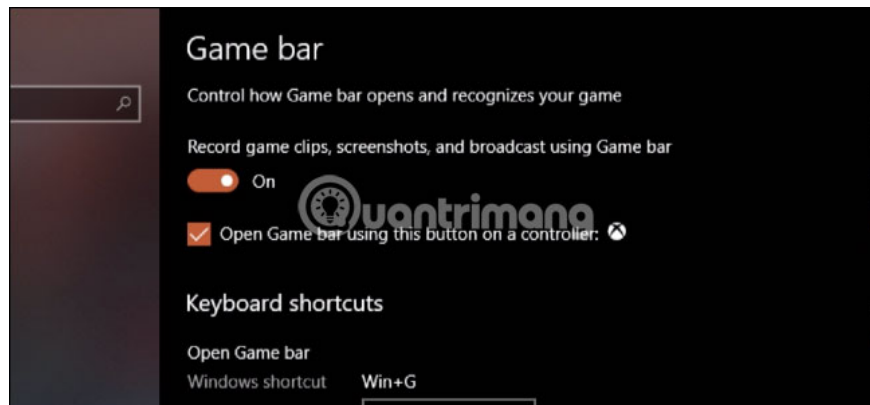 Game bar
Control how Game bar opens and recognizes your game
Record game clips, screenshots, and broadcast using Game bar
On
Quantrimang
Open Game bar using this button on a controller:
Keyboard shortcuts
Open Game bar
Windows shortcut Win+G